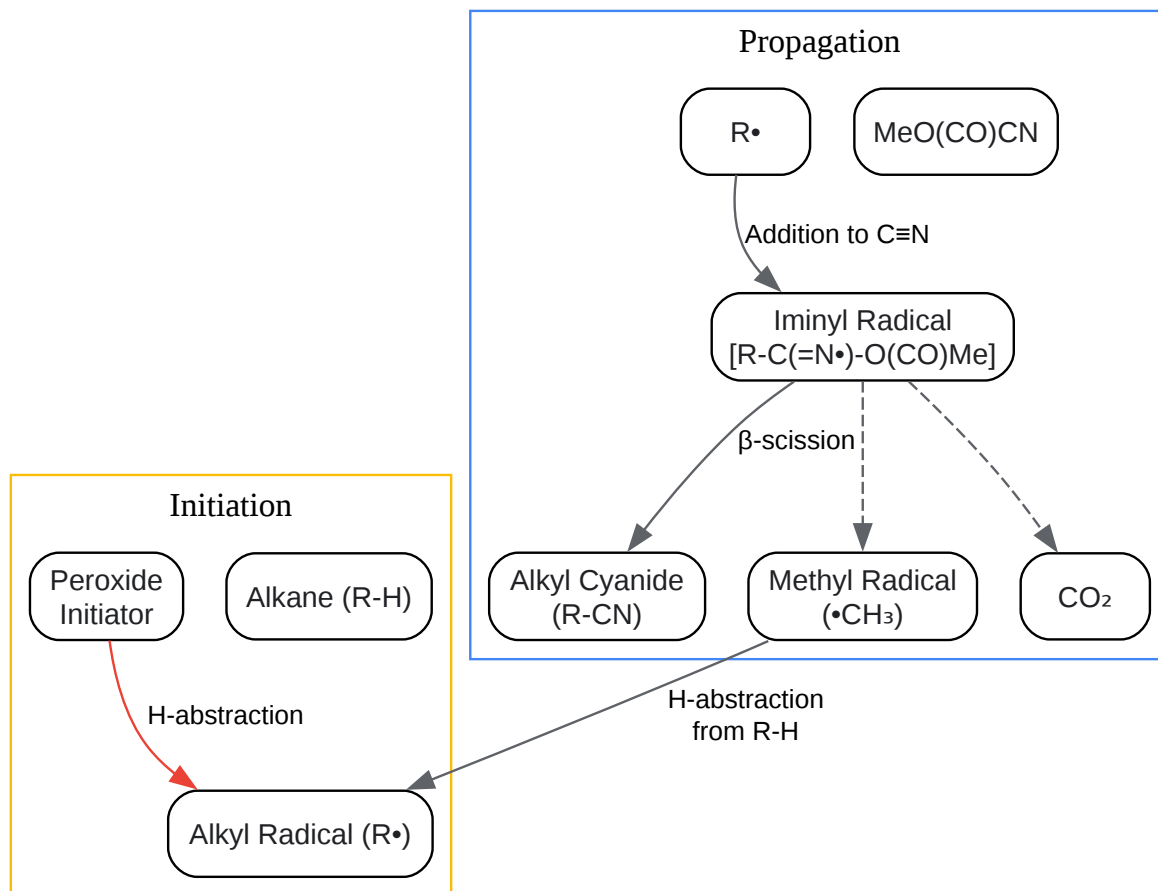 Propagation
R•
MeO(CO)CN
Addition to C≡N
Iminyl Radical
[R-C(=N•)-O(CO)Me]
β-scission
Alkyl Cyanide
(R-CN)
Methyl Radical
(•CH₃)
CO₂
Initiation
Peroxide
Initiator
Alkane (R-H)
H-abstraction
H-abstraction
from R-H
Alkyl Radical (R•)